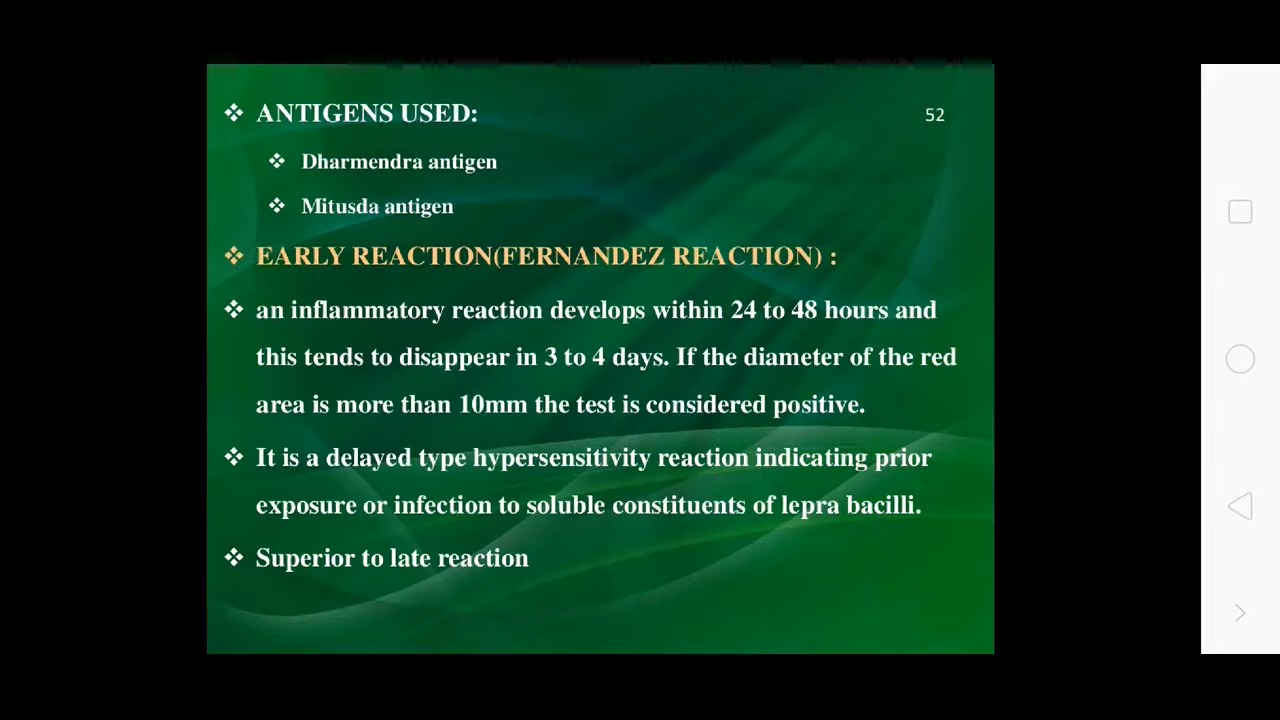 ❖ ANTIGENS USED:
52
❖ Dharmendra antigen
❖ Mitusda antigen
❖ EARLY REACTION(FERNANDEZ REACTION) :
❖ an inflammatory reaction develops within 24 to 48 hours and
this tends to disappear in 3 to 4 days. If the diameter of the red
area is more than 10mm the test is considered positive.
❖ It is a delayed type hypersensitivity reaction indicating prior
exposure or infection to soluble constituents of lepra bacilli.
❖ Superior to late reaction